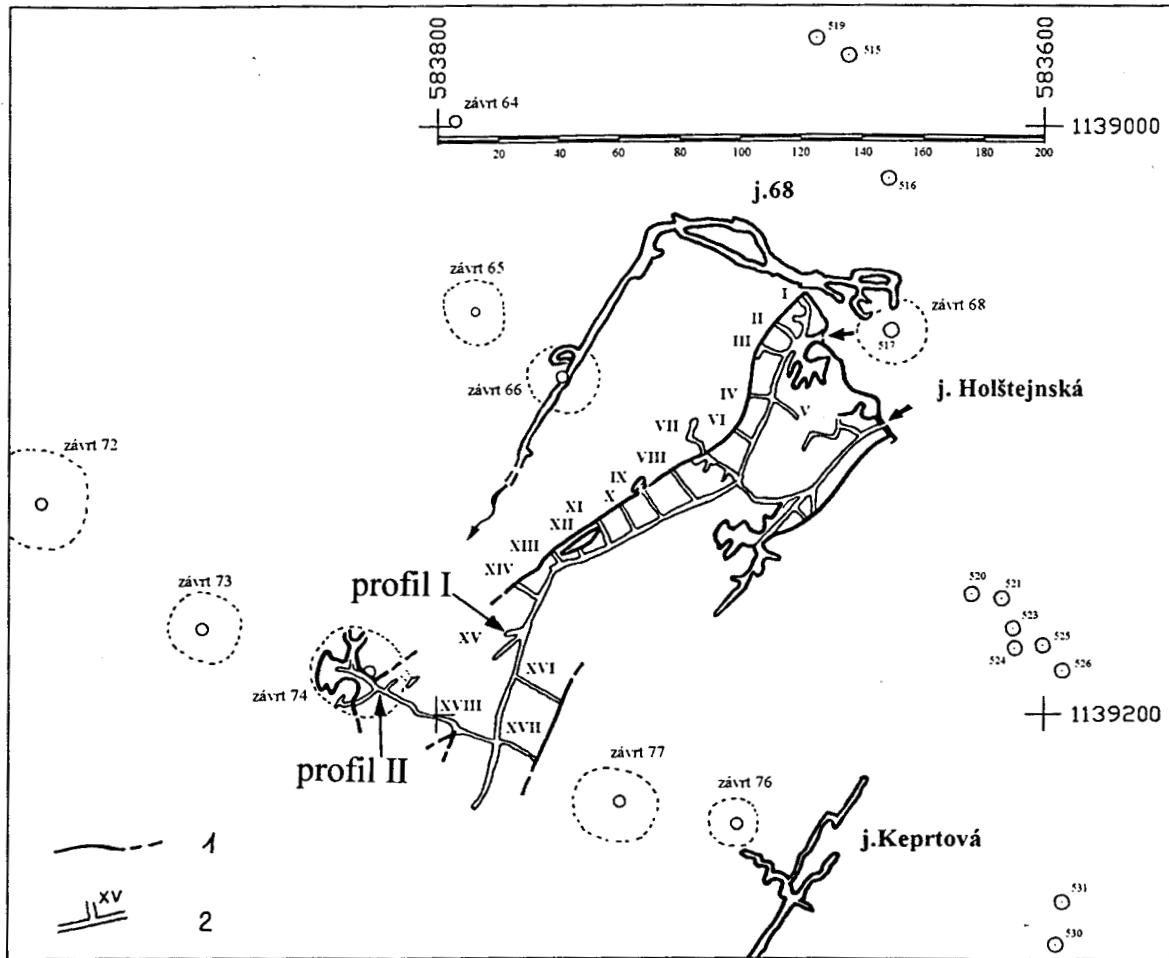 519
515
583800
583600
závrt 64
1139000
20
40
60
80
100
120
140
160
180
200
516
j.68
závrt 65
závrt 68
I
517
II
III
závrt 66
j. Holštejnská
IV
V
VI
VII
závrt 72
VIII
IX
X
XI
XII
XIII
XIV
závrt 73
profil I
520
521
523
525
524
526
XV
XVI
závrt 74
XVIII
XVII
1139200
profil II
závrt 77
závrt 76
j.Keprtová
1
XV
2
531
530